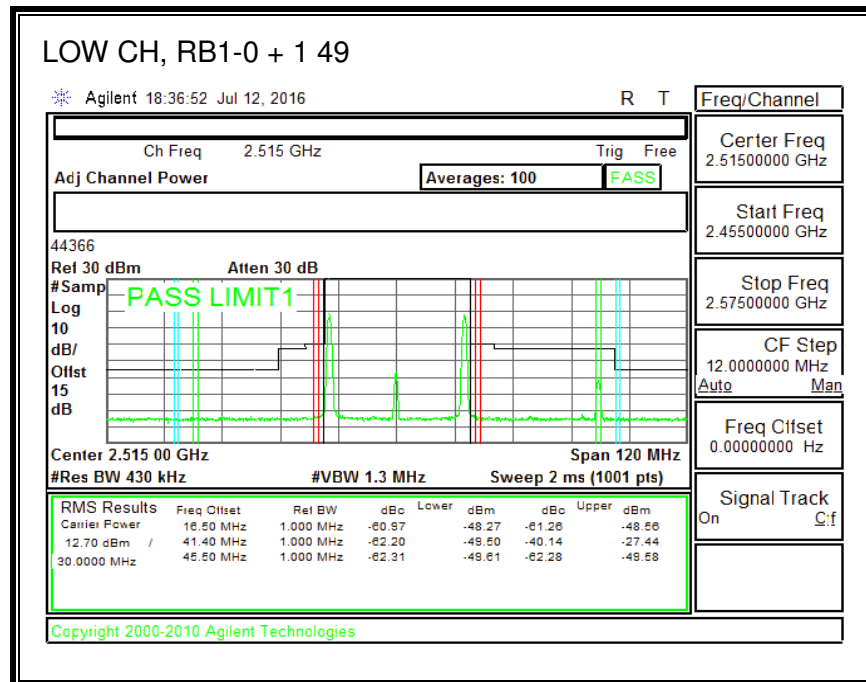 LOW CH, RB1-0 + 1 49
Agilent 18:36:52 Jul 12, 2016 R T
Freq/Channel
Ch Freq 2.515 GHz Trig Free
Adj Channel Power Averages: 100 PASS
Center Freq
2.51500000 GHz
Start Freq
2.45500000 GHz
Stop Freq
2.57500000 GHz
CF Step
12.0000000 MHz
Auto Man
Freq Offset
0.00000000 Hz
Signal Track
On Off
44366
Ref 30 dBm Atten 30 dB
#Samp
Log
10
dB/
Offst
15
dB
PASS LIMIT1
Center 2.515 00 GHz Span 120 MHz
#Res BW 430 kHz #VBW 1.3 MHz Sweep 2 ms (1001 pts)
RMS Results Freq Offset Ref BW dBc Lower dBm dBc Upper dBm
Carrier Power 16.50 MHz 1.000 MHz -60.97 -48.27 -61.26 -48.56
12.70 dBm / 41.40 MHz 1.000 MHz -62.20 -49.50 -40.14 -27.44
30.0000 MHz 45.50 MHz 1.000 MHz -62.31 -49.61 -62.28 -49.58
Copyright 2000-2010 Agilent Technologies